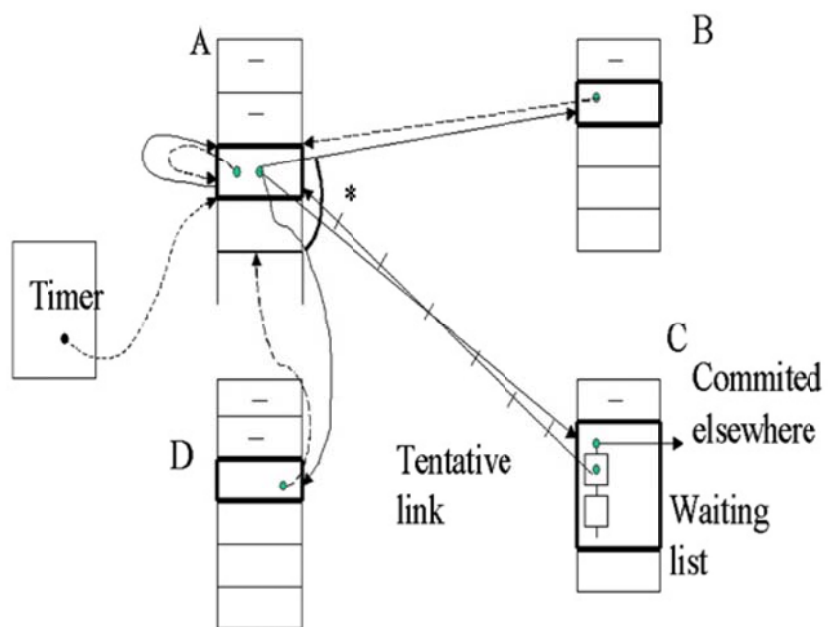 A
B
*
Timer
C
Commited
elsewhere
D
Tentative
link
Waiting
list